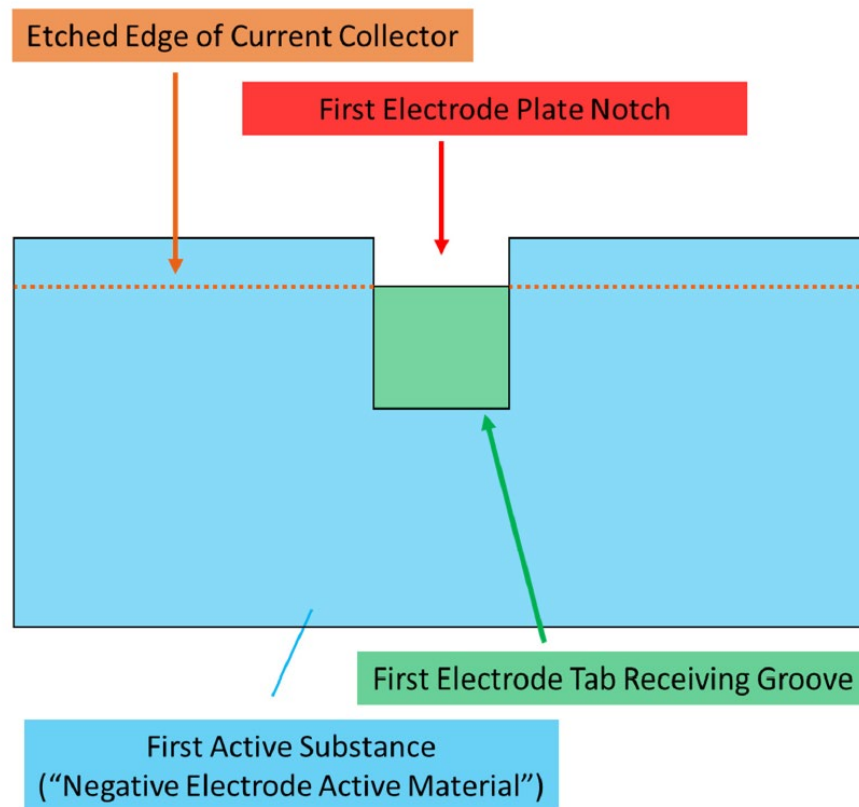 Etched Edge of Current Collector
First Electrode Plate Notch
First Electrode Tab Receiving Groove
First Active Substance
(“Negative Electrode Active Material”)